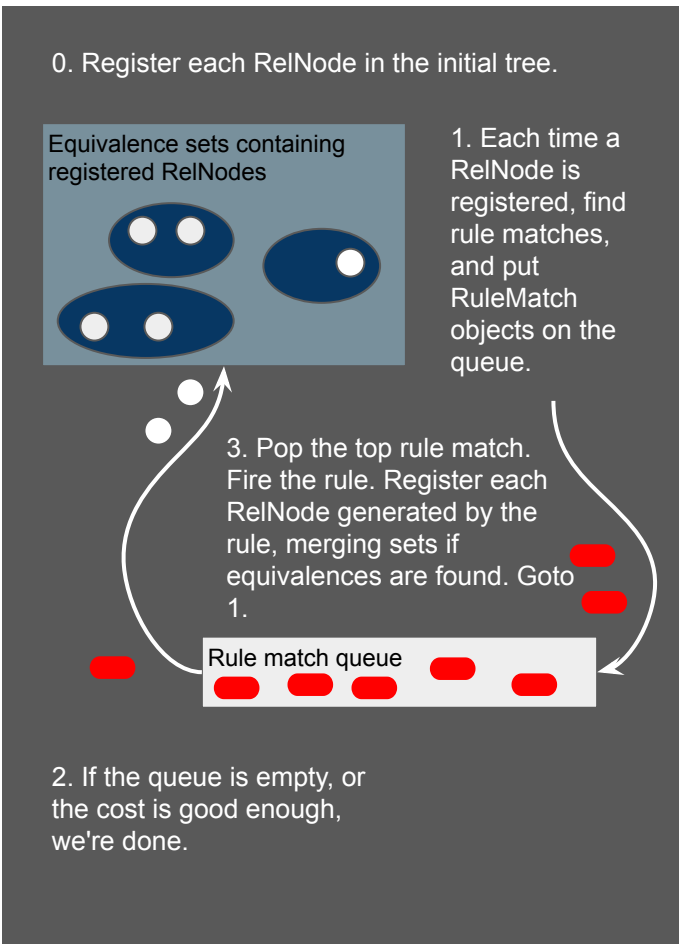 0. Register each RelNode in the initial tree.
Equivalence sets containing
registered RelNodes
1. Each time a
RelNode is
registered, find
rule matches,
and put
RuleMatch
objects on the
queue.
3. Pop the top rule match.
Fire the rule. Register each
RelNode generated by the
rule, merging sets if
equivalences are found. Goto
1.
Rule match queue
2. If the queue is empty, or
the cost is good enough,
we're done.